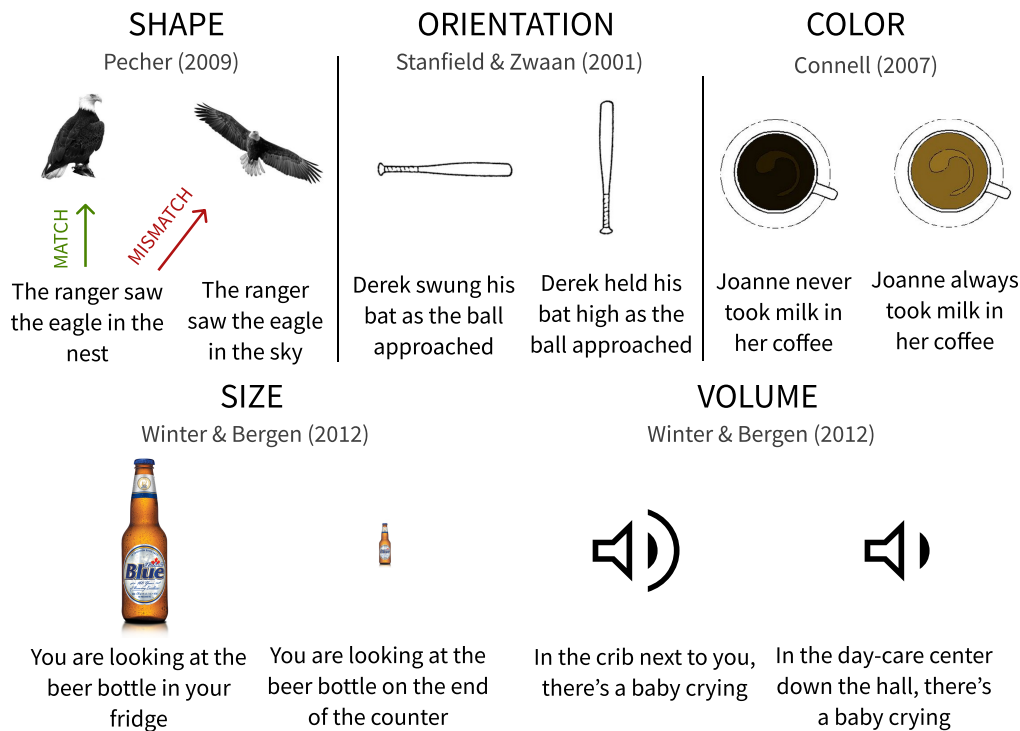 SHAPE
Pecher (2009)
MATCH
MISMATCH
The ranger saw
the eagle in the
nest
The ranger
saw the eagle
in the sky
ORIENTATION
Stanfield & Zwaan (2001)
Derek swung his
bat as the ball
approached
Derek held his
bat high as the
ball approached
COLOR
Connell (2007)
Joanne never
took milk in
her coffee
Joanne always
took milk in
her coffee
SIZE
Winter & Bergen (2012)
Blue
You are looking at the
beer bottle in your
fridge
You are looking at the
beer bottle on the end
of the counter
VOLUME
Winter & Bergen (2012)
In the crib next to you,
there's a baby crying
In the day-care center
down the hall, there's
a baby crying